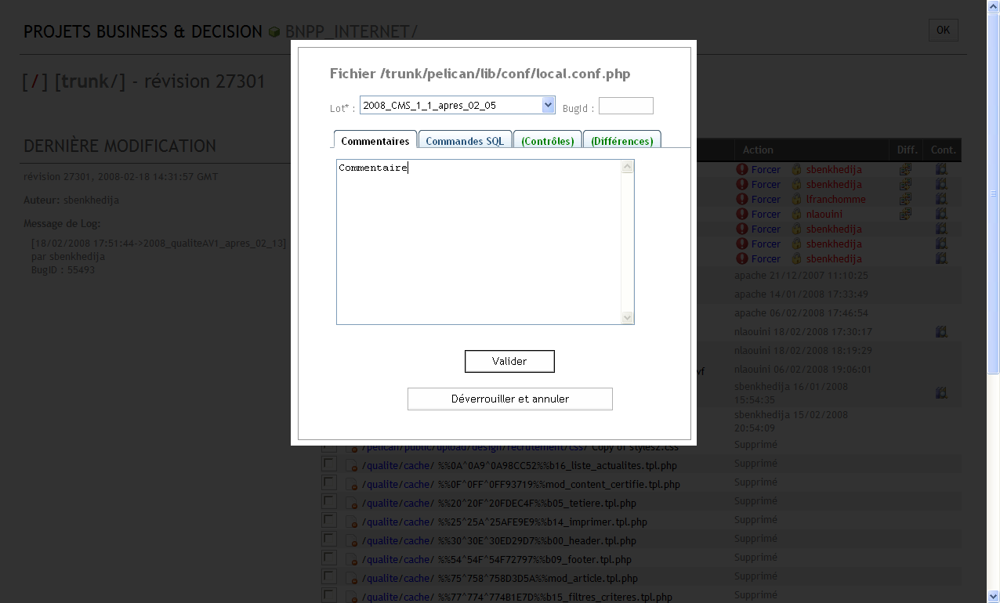 PROJETS BUSINESS & DECISION BNPP_INTERNET/
OK
[/] [trunk/] - révision 27301
DERNIÈRE MODIFICATION
révision 27301, 2008-02-18 14:31:57 GMT
Auteur: sbenkhedija
Message de Log:
[18/02/2008 17:51:44->2008_qualiteAV1_apres_02_13]
par sbenkhedija
BugID : 55493
Fichier /trunk/pelican/lib/conf/local.conf.php
Lot* : 2008_CMS_1_1_apres_02_05 BugId :
Commentaires Commandes SQL (Contrôles) (Différences)
Commentaire
Valider
Déverrouiller et annuler
Action Diff. Cont.
Forcer sbenkhedija
Forcer sbenkhedija
Forcer lfranchomme
Forcer nlaouini
Forcer sbenkhedija
Forcer sbenkhedija
Forcer sbenkhedija
apache 21/12/2007 11:10:25
apache 14/01/2008 17:33:49
apache 06/02/2008 17:46:54
nlaouini 18/02/2008 17:30:17
nlaouini 18/02/2008 18:19:29
vf nlaouini 06/02/2008 19:06:01
sbenkhedija 16/01/2008
15:54:35
sbenkhedija 15/02/2008
20:54:09
/pelican/public/upload/design/recrutement/css/ Copy of styles2.css Supprimé
/qualite/cache/ %%0A^0A9^0A98CC52%%b16_liste_actualites.tpl.php Supprimé
/qualite/cache/ %%0F^0FF^0FF93719%%mod_content_certifie.tpl.php Supprimé
/qualite/cache/ %%20^20F^20FDEC4F%%b05_tetiere.tpl.php Supprimé
/qualite/cache/ %%25^25A^25AFE9E9%%b14_imprimer.tpl.php Supprimé
/qualite/cache/ %%30^30E^30ED29D7%%b00_header.tpl.php Supprimé
/qualite/cache/ %%54^54F^54F72797%%b09_footer.tpl.php Supprimé
/qualite/cache/ %%75^758^758D3D5A%%mod_article.tpl.php Supprimé
/qualite/cache/ %%77^774^774B1E7D%%b15_filtres_criteres.tpl.php Supprimé